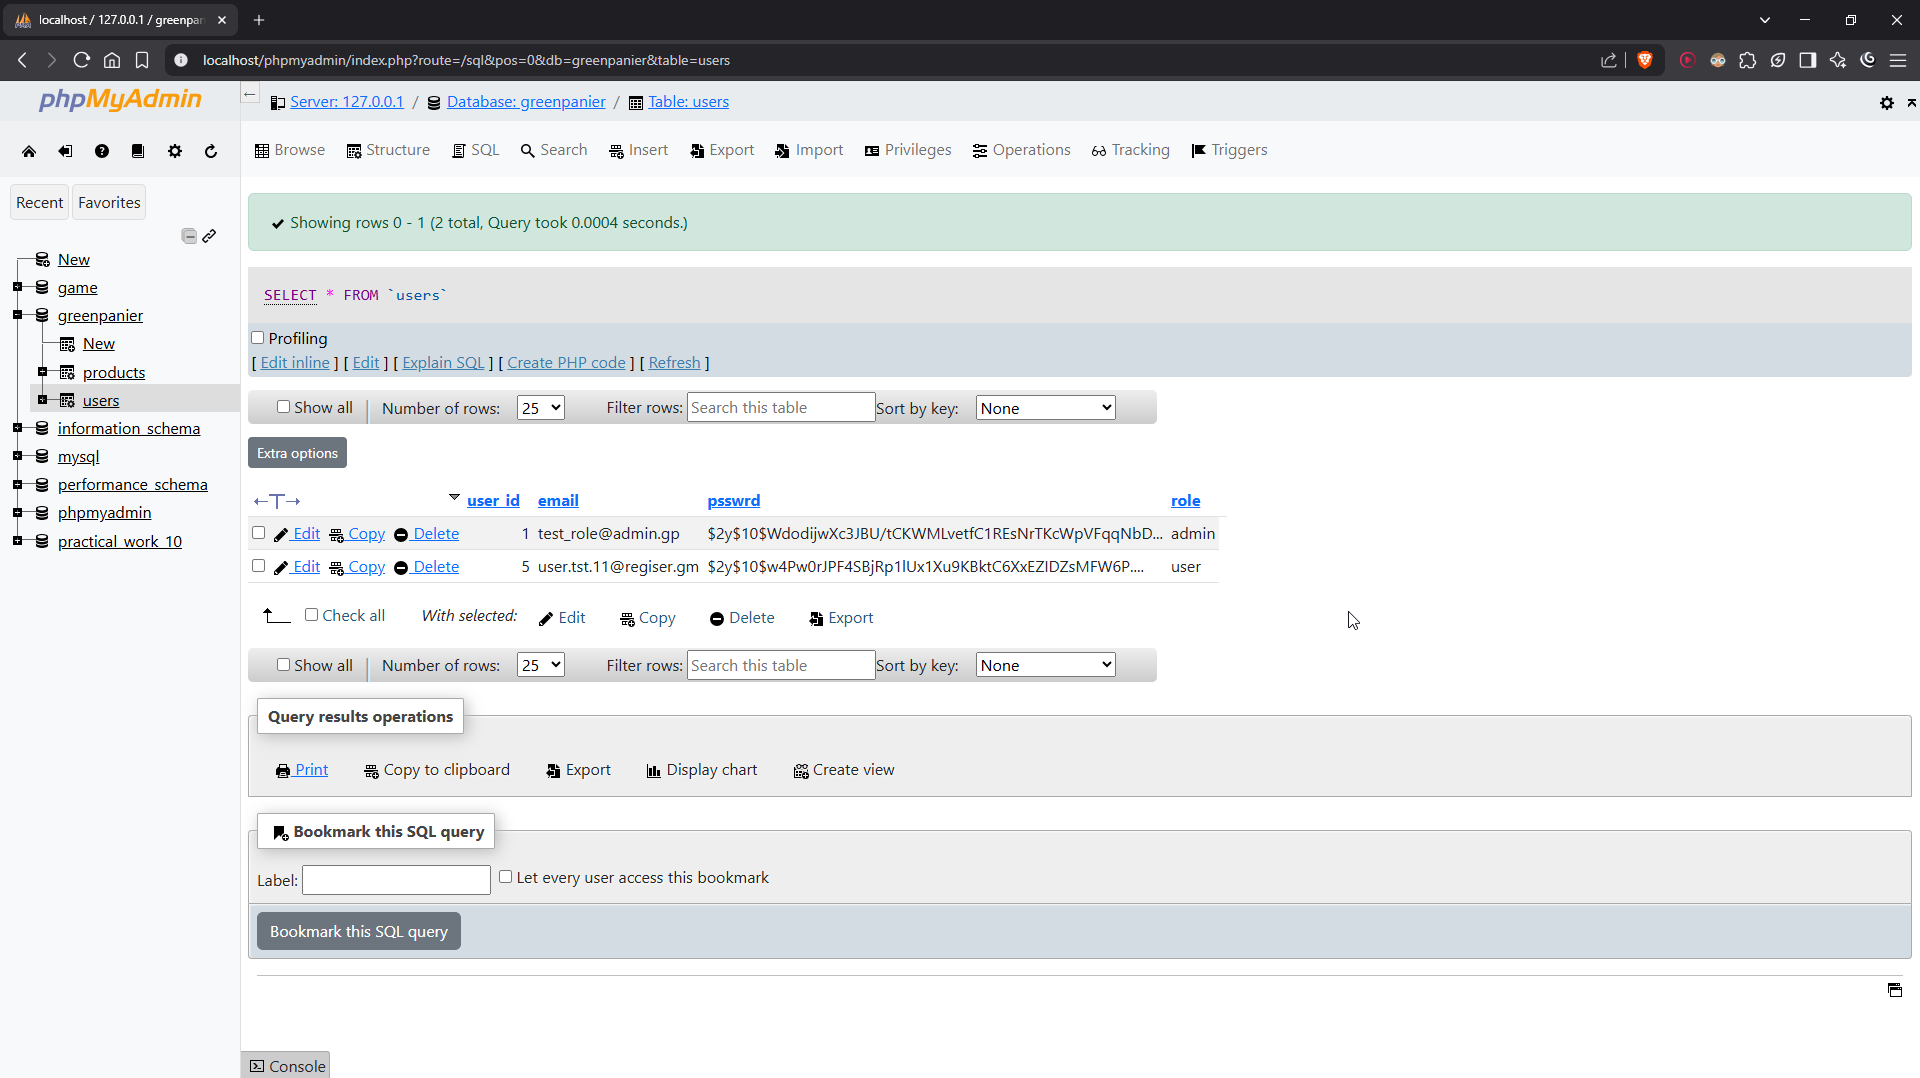 localhost / 127.0.0.1 / greenpan
localhost/phpmyadmin/index.php?route=/sql&pos=0&db=greenpanier&table=users
phpMyAdmin
Server: 127.0.0.1 / Database: greenpanier / Table: users
Browse Structure SQL Search Insert Export Import Privileges Operations Tracking Triggers
Recent Favorites
New
game
greenpanier
New
products
users
information_schema
mysql
performance_schema
phpmyadmin
practical_work_10
Showing rows 0 - 1 (2 total, Query took 0.0004 seconds.)
SELECT * FROM `users`
Profiling
[ Edit inline ] [ Edit ] [ Explain SQL ] [ Create PHP code ] [ Refresh ]
Show all Number of rows: 25 Filter rows: Search this table Sort by key: None
Extra options
user_id email psswrd role
Edit Copy Delete 1 test_role@admin.gp $2y$10$WdodijwXc3JBU/tCKWMLvetfC1REsNrTKcWpVFqqNbD... admin
Edit Copy Delete 5 user.tst.11@regiser.gm $2y$10$w4Pw0rJPF4SBjRp1lUx1Xu9KBktC6XxEZIDZsMFW6P.... user
Check all With selected: Edit Copy Delete Export
Show all Number of rows: 25 Filter rows: Search this table Sort by key: None
Query results operations
Print Copy to clipboard Export Display chart Create view
Bookmark this SQL query
Label: Let every user access this bookmark
Bookmark this SQL query
Console